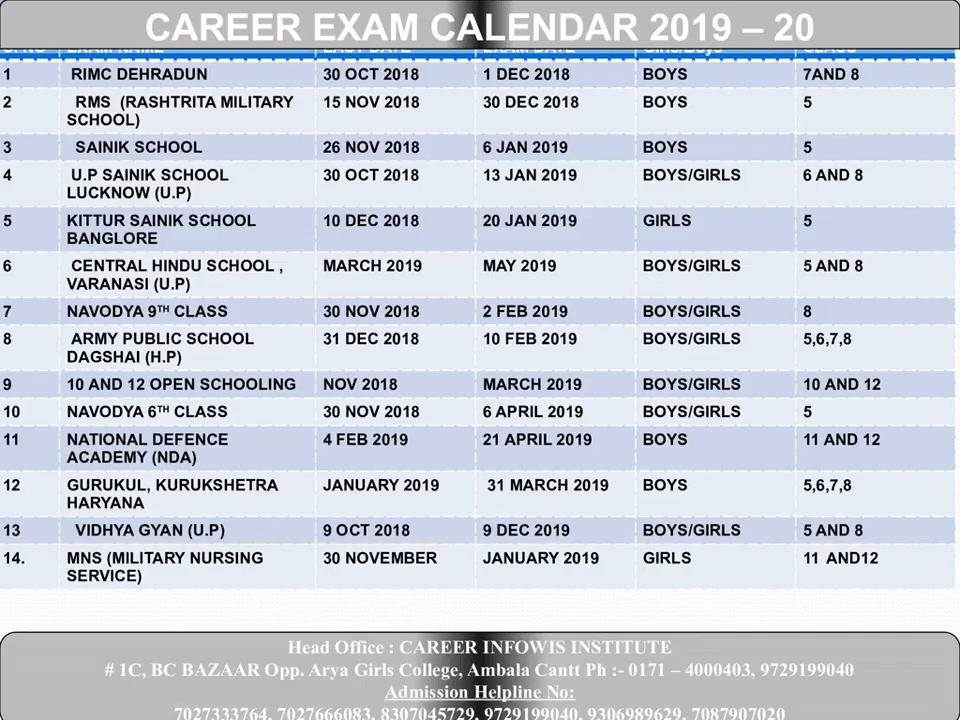 CAREER EXAM CALENDAR 2019 – 20
S. NO EXAM NAME LAST DATE EXAM DATE Girls/Boys CLASS
1 RIMC DEHRADUN 30 OCT 2018 1 DEC 2018 BOYS 7AND 8
2 RMS (RASHTRITA MILITARY SCHOOL) 15 NOV 2018 30 DEC 2018 BOYS 5
3 SAINIK SCHOOL 26 NOV 2018 6 JAN 2019 BOYS 5
4 U.P SAINIK SCHOOL LUCKNOW (U.P) 30 OCT 2018 13 JAN 2019 BOYS/GIRLS 6 AND 8
5 KITTUR SAINIK SCHOOL BANGLORE 10 DEC 2018 20 JAN 2019 GIRLS 5
6 CENTRAL HINDU SCHOOL , VARANASI (U.P) MARCH 2019 MAY 2019 BOYS/GIRLS 5 AND 8
7 NAVODYA 9TH CLASS 30 NOV 2018 2 FEB 2019 BOYS/GIRLS 8
8 ARMY PUBLIC SCHOOL DAGSHAI (H.P) 31 DEC 2018 10 FEB 2019 BOYS/GIRLS 5,6,7,8
9 10 AND 12 OPEN SCHOOLING NOV 2018 MARCH 2019 BOYS/GIRLS 10 AND 12
10 NAVODYA 6TH CLASS 30 NOV 2018 6 APRIL 2019 BOYS/GIRLS 5
11 NATIONAL DEFENCE ACADEMY (NDA) 4 FEB 2019 21 APRIL 2019 BOYS 11 AND 12
12 GURUKUL, KURUKSHETRA HARYANA JANUARY 2019 31 MARCH 2019 BOYS 5,6,7,8
13 VIDHYA GYAN (U.P) 9 OCT 2018 9 DEC 2019 BOYS/GIRLS 5 AND 8
14. MNS (MILITARY NURSING SERVICE) 30 NOVEMBER JANUARY 2019 GIRLS 11 AND12
Head Office : CAREER INFOWIS INSTITUTE
# 1C, BC BAZAAR Opp. Arya Girls College, Ambala Cantt Ph :- 0171 – 4000403, 9729199040
Admission Helpline No:
7027333764, 7027666083, 8307045729, 9729199040, 9306989629, 7087907020